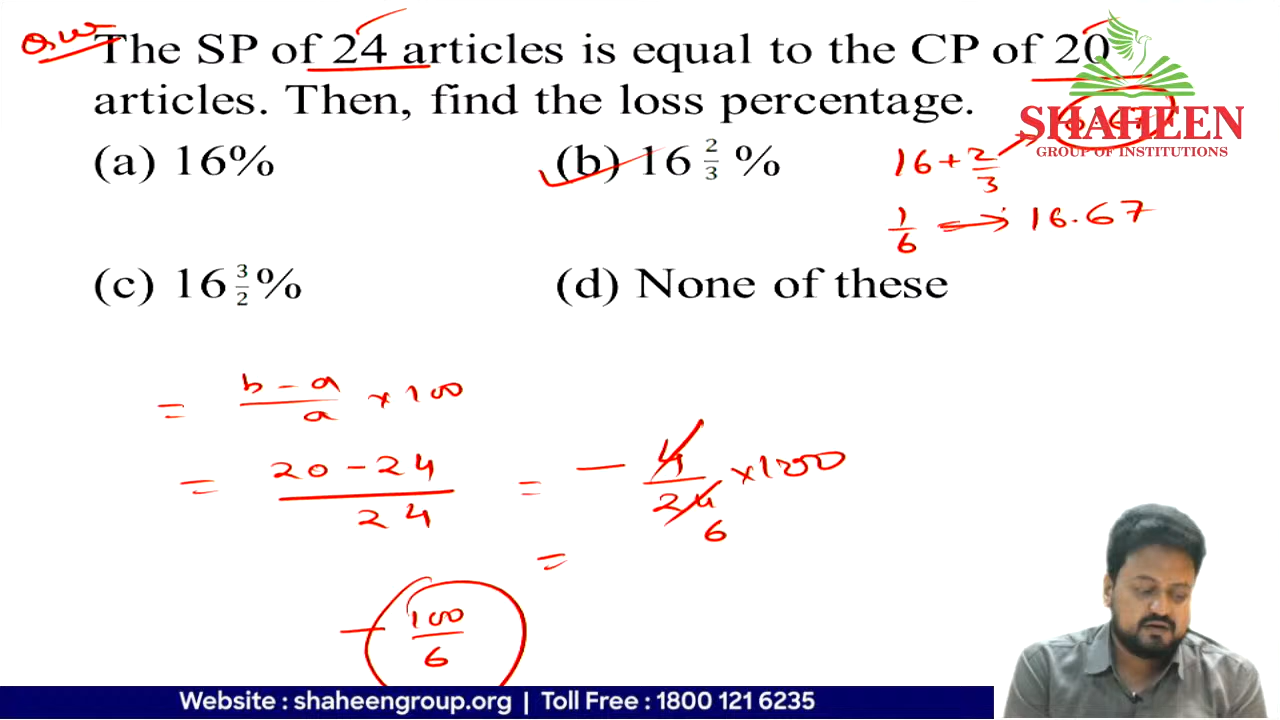 Que The SP of 24 articles is equal to the CP of 20
articles. Then, find the loss percentage.
SHAHEEN
GROUP OF INSTITUTIONS
(a) 16%
(b) 16 2/3 %
16 + 2/3 →
1/6 ⟹ 16.67
(c) 16 3/2 %
(d) None of these
= b - a / a × 100
= 20 - 24 / 24 = - 4 / 24 6 × 100
=
- 100 / 6
Website : shaheengroup.org | Toll Free : 1800 121 6235